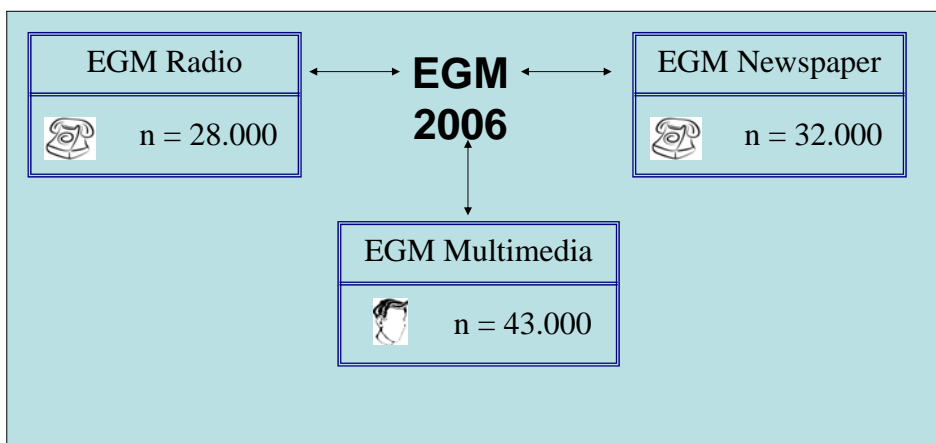 EGM Radio
n = 28.000
EGM
2006
EGM Newspaper
n = 32.000
EGM Multimedia
n = 43.000